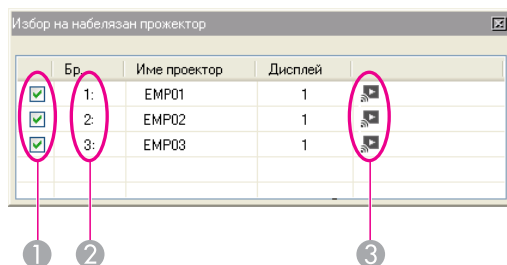 Избор на набелязан прожектор
Бр. Име проектор Дисплей
1: EMP01 1
2: EMP02 1
3: EMP03 1
1 2 3